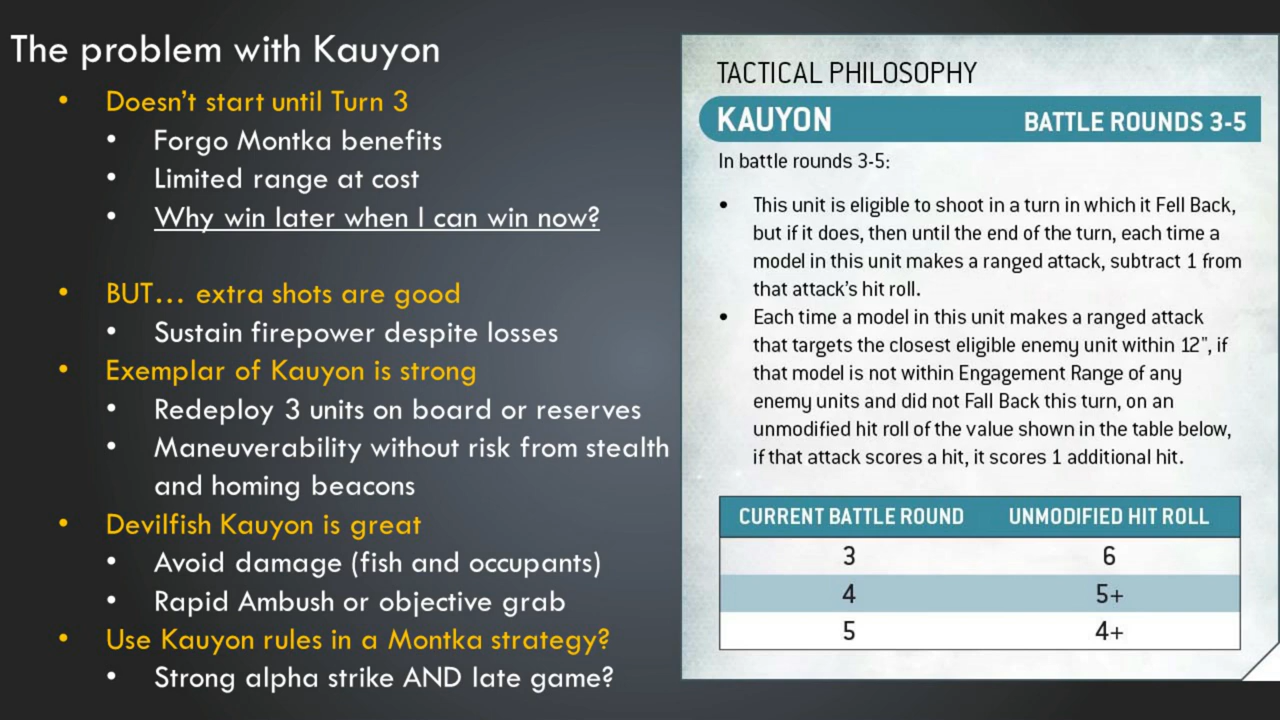 The problem with Kauyon
• Doesn't start until Turn 3
• Forgo Montka benefits
• Limited range at cost
• Why win later when I can win now?
• BUT... extra shots are good
• Sustain firepower despite losses
• Exemplar of Kauyon is strong
• Redeploy 3 units on board or reserves
• Maneuverability without risk from stealth
and homing beacons
• Devilfish Kauyon is great
• Avoid damage (fish and occupants)
• Rapid Ambush or objective grab
• Use Kauyon rules in a Montka strategy?
• Strong alpha strike AND late game?
TACTICAL PHILOSOPHY
KAUYON BATTLE ROUNDS 3-5
In battle rounds 3-5:
• This unit is eligible to shoot in a turn in which it Fell Back,
but if it does, then until the end of the turn, each time a
model in this unit makes a ranged attack, subtract 1 from
that attack's hit roll.
• Each time a model in this unit makes a ranged attack
that targets the closest eligible enemy unit within 12", if
that model is not within Engagement Range of any
enemy units and did not Fall Back this turn, on an
unmodified hit roll of the value shown in the table below,
if that attack scores a hit, it scores 1 additional hit.
CURRENT BATTLE ROUND UNMODIFIED HIT ROLL
3 6
4 5+
5 4+